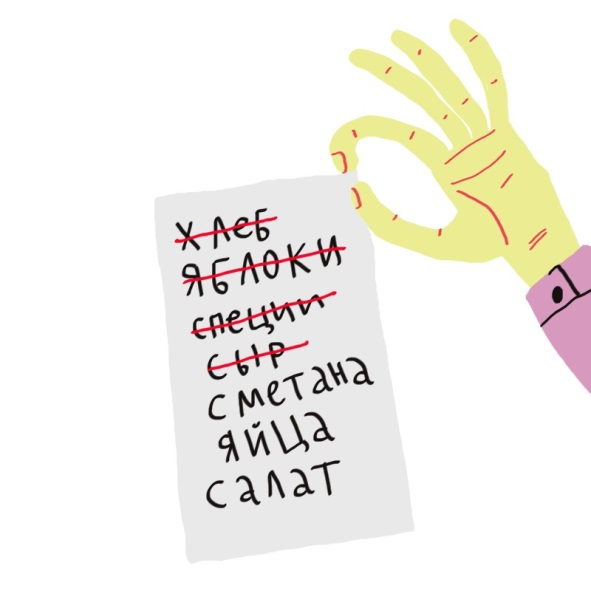 хлеб
ЯБЛОКИ
специи
сыр
сметана
яйца
салат